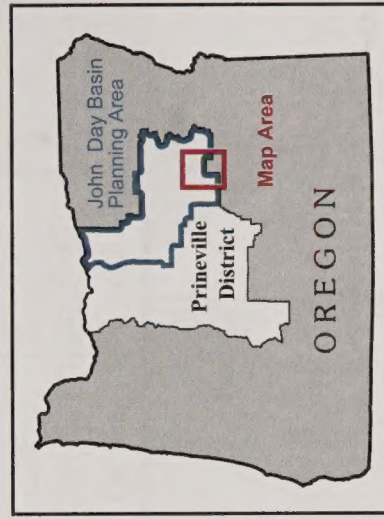 John Day Basin
Planning Area
Prineville
District
Map Area
OREGON